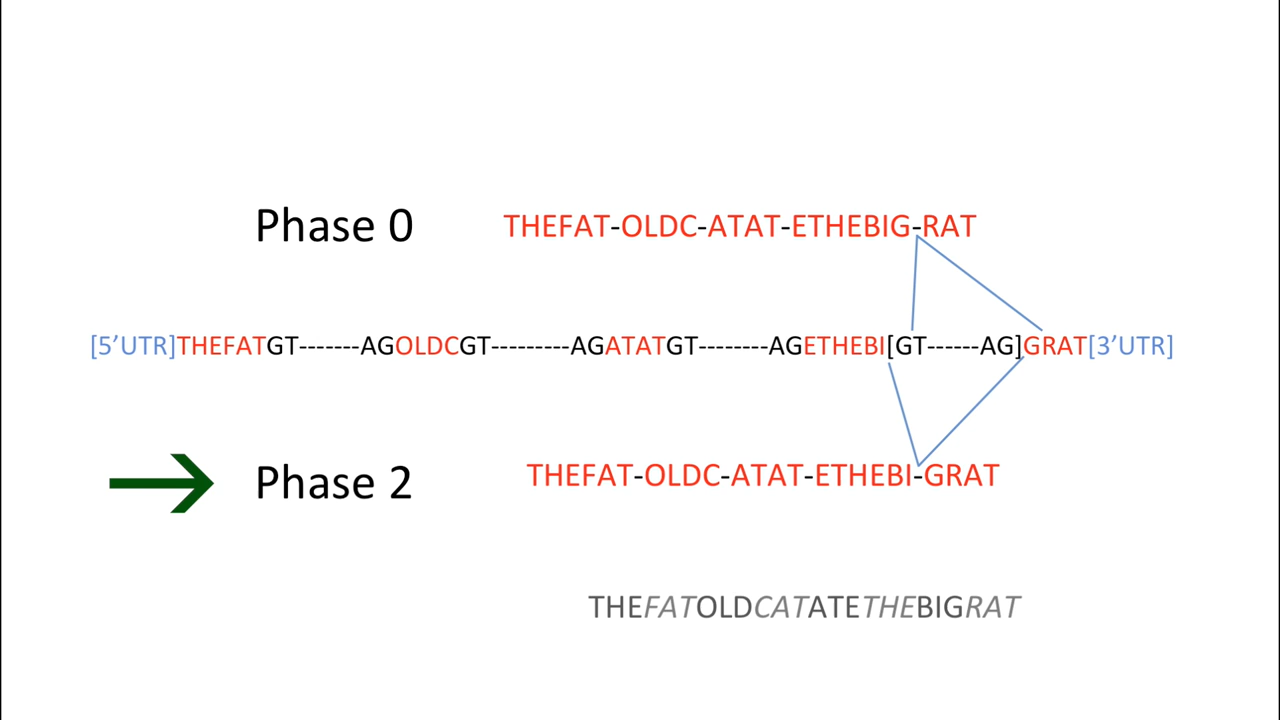 Phase 0 THEFAT-OLDC-ATAT-ETHEBIG-RAT
[5’UTR]THEFATGT-------AGOLDCGT---------AGATATGT--------AGETHEBI[GT------AG]GRAT[3’UTR]
Phase 2 THEFAT-OLDC-ATAT-ETHEBI-GRAT
THEFATOLDCATATETHEBIGRAT